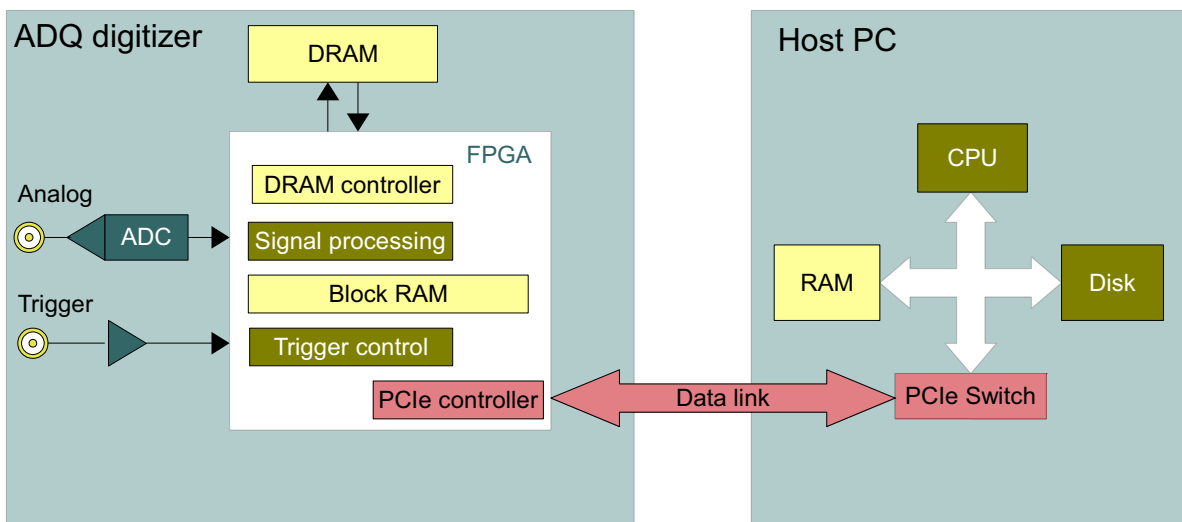 ADQ digitizer
DRAM
FPGA
DRAM controller
Analog
ADC
Signal processing
Block RAM
Trigger
Trigger control
PCIe controller
Data link
Host PC
CPU
RAM
Disk
PCIe Switch